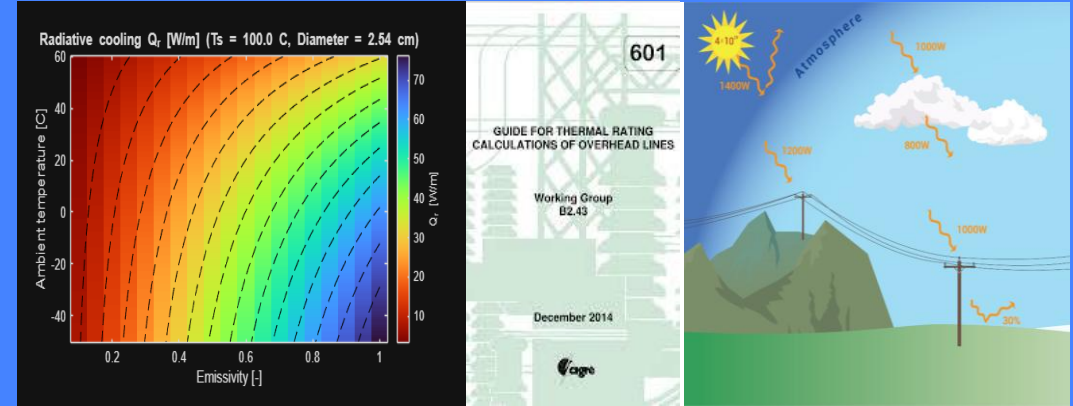 Radiative cooling Qr [W/m] (Ts = 100.0 C, Diameter = 2.54 cm)
60
40
20
0
-20
-40
Ambient temperature [C]
0.2
0.4
0.6
0.8
1
Emissivity [-]
70
60
50
40
30
20
10
Qr [W/m]
601
GUIDE FOR THERMAL RATING
CALCULATIONS OF OVERHEAD LINES
Working Group
B2.43
December 2014
cigré
1400W
Atmosphere
1000W
800W
1200W
1000W
30%